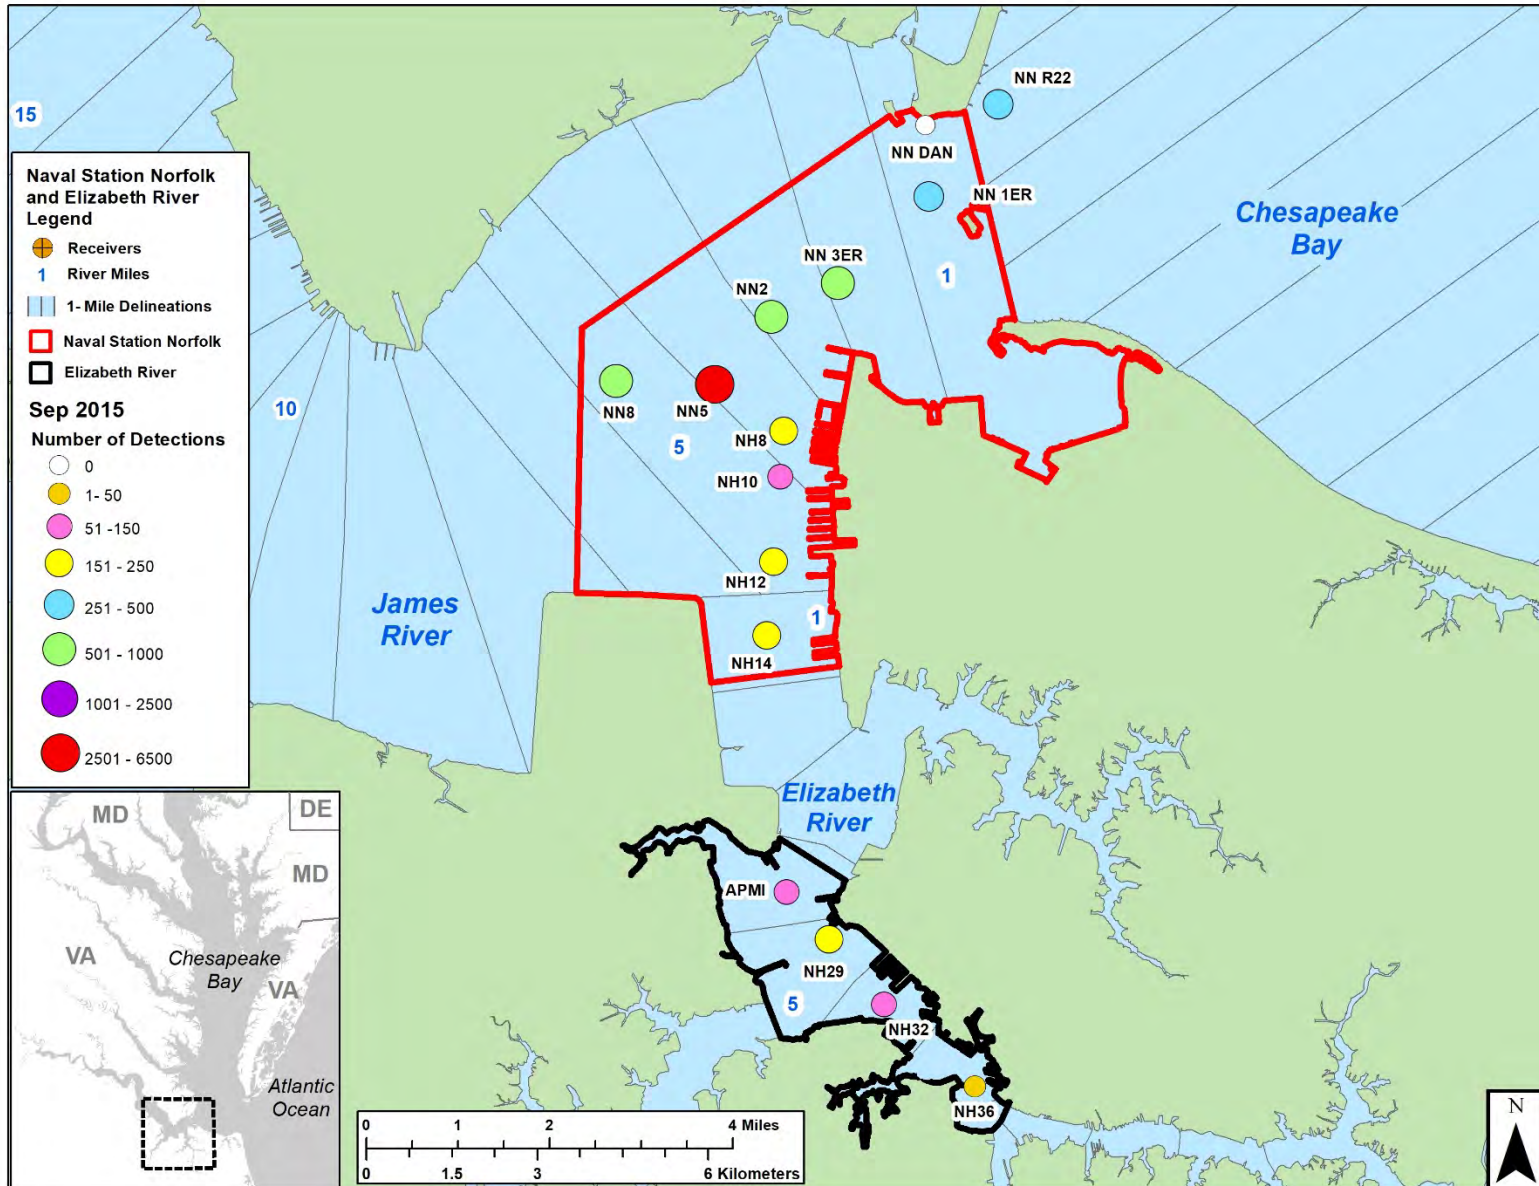 15
NN R22
NN DAN
NN 1ER
Chesapeake
Bay
1
NN 3ER
NN2
NN8
NN5
NH8
5
NH10
10
NH12
James
River
1
NH14
Elizabeth
River
APMI
NH29
5
NH32
NH36
Naval Station Norfolk
and Elizabeth River
Legend
Receivers
1 River Miles
1- Mile Delineations
Naval Station Norfolk
Elizabeth River
Sep 2015
Number of Detections
0
1- 50
51 -150
151 - 250
251 - 500
501 - 1000
1001 - 2500
2501 - 6500
MD
DE
MD
VA
Chesapeake
Bay
VA
Atlantic
Ocean
0 1 2 4 Miles
0 1.5 3 6 Kilometers
N